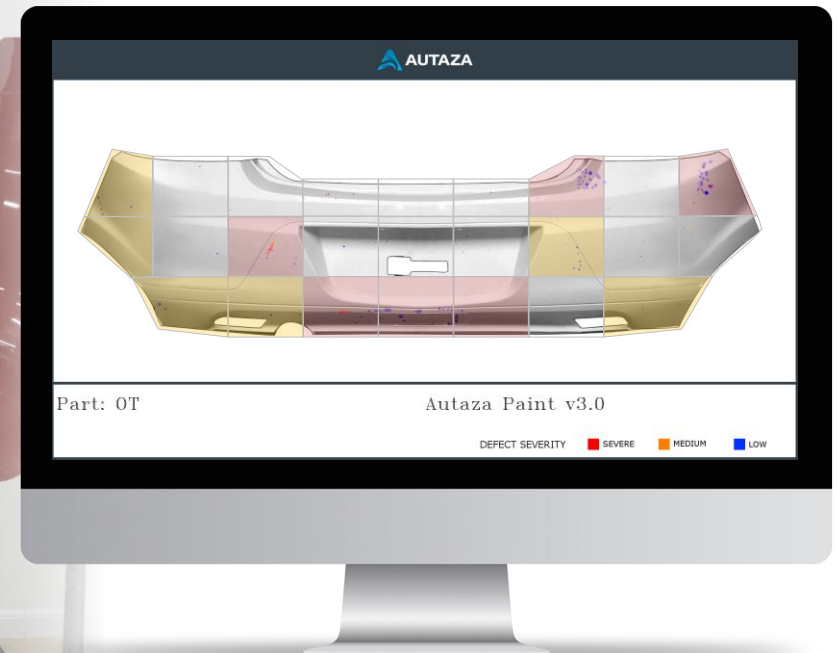 AUTAZA
Part: OT
Autaza Paint v3.0
DEFECT SEVERITY
SEVERE
MEDIUM
LOW